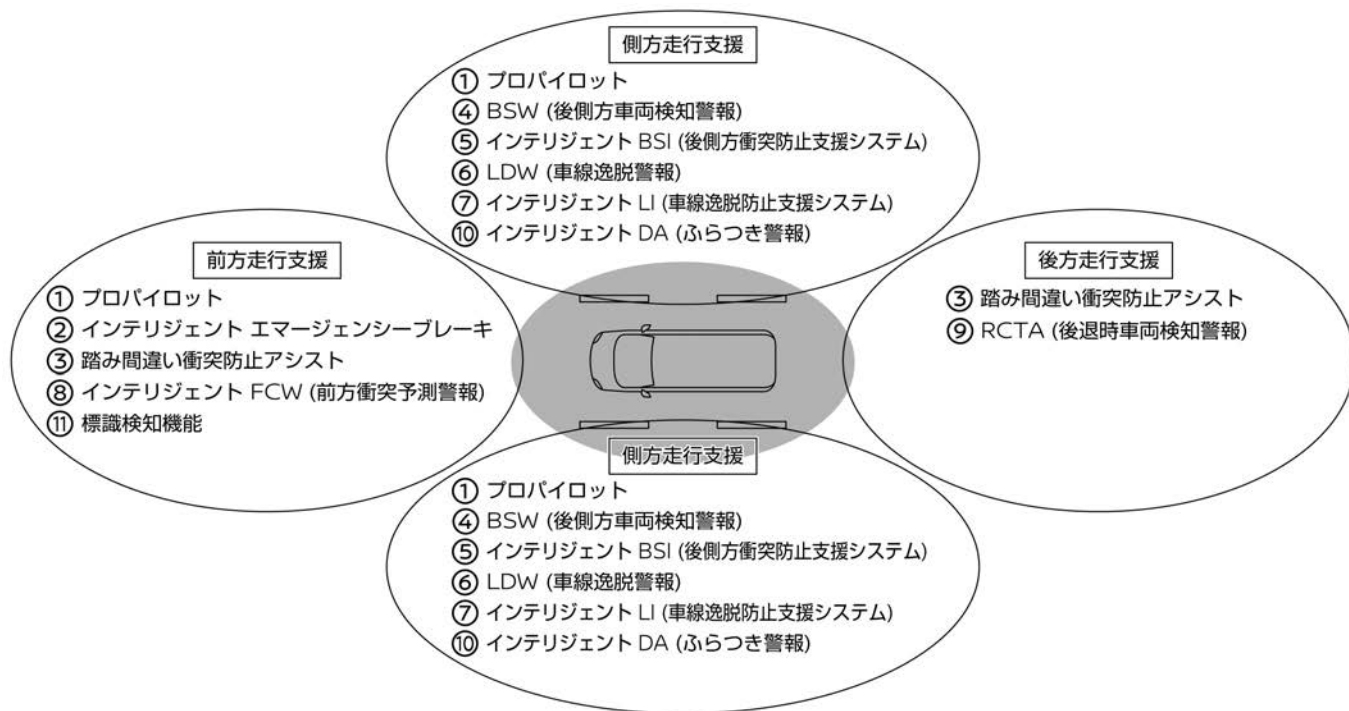 側方走行支援
① プロパイロット
④ BSW (後側方車両検知警報)
⑤ インテリジェント BSI (後側方衝突防止支援システム)
⑥ LDW (車線逸脱警報)
⑦ インテリジェント LI (車線逸脱防止支援システム)
⑩ インテリジェント DA (ふらつき警報)
前方走行支援
① プロパイロット
② インテリジェント エマージェンシーブレーキ
③ 踏み間違い衝突防止アシスト
⑧ インテリジェント FCW (前方衝突予測警報)
⑪ 標識検知機能
後方走行支援
③ 踏み間違い衝突防止アシスト
⑨ RCTA (後退時車両検知警報)
側方走行支援
① プロパイロット
④ BSW (後側方車両検知警報)
⑤ インテリジェント BSI (後側方衝突防止支援システム)
⑥ LDW (車線逸脱警報)
⑦ インテリジェント LI (車線逸脱防止支援システム)
⑩ インテリジェント DA (ふらつき警報)